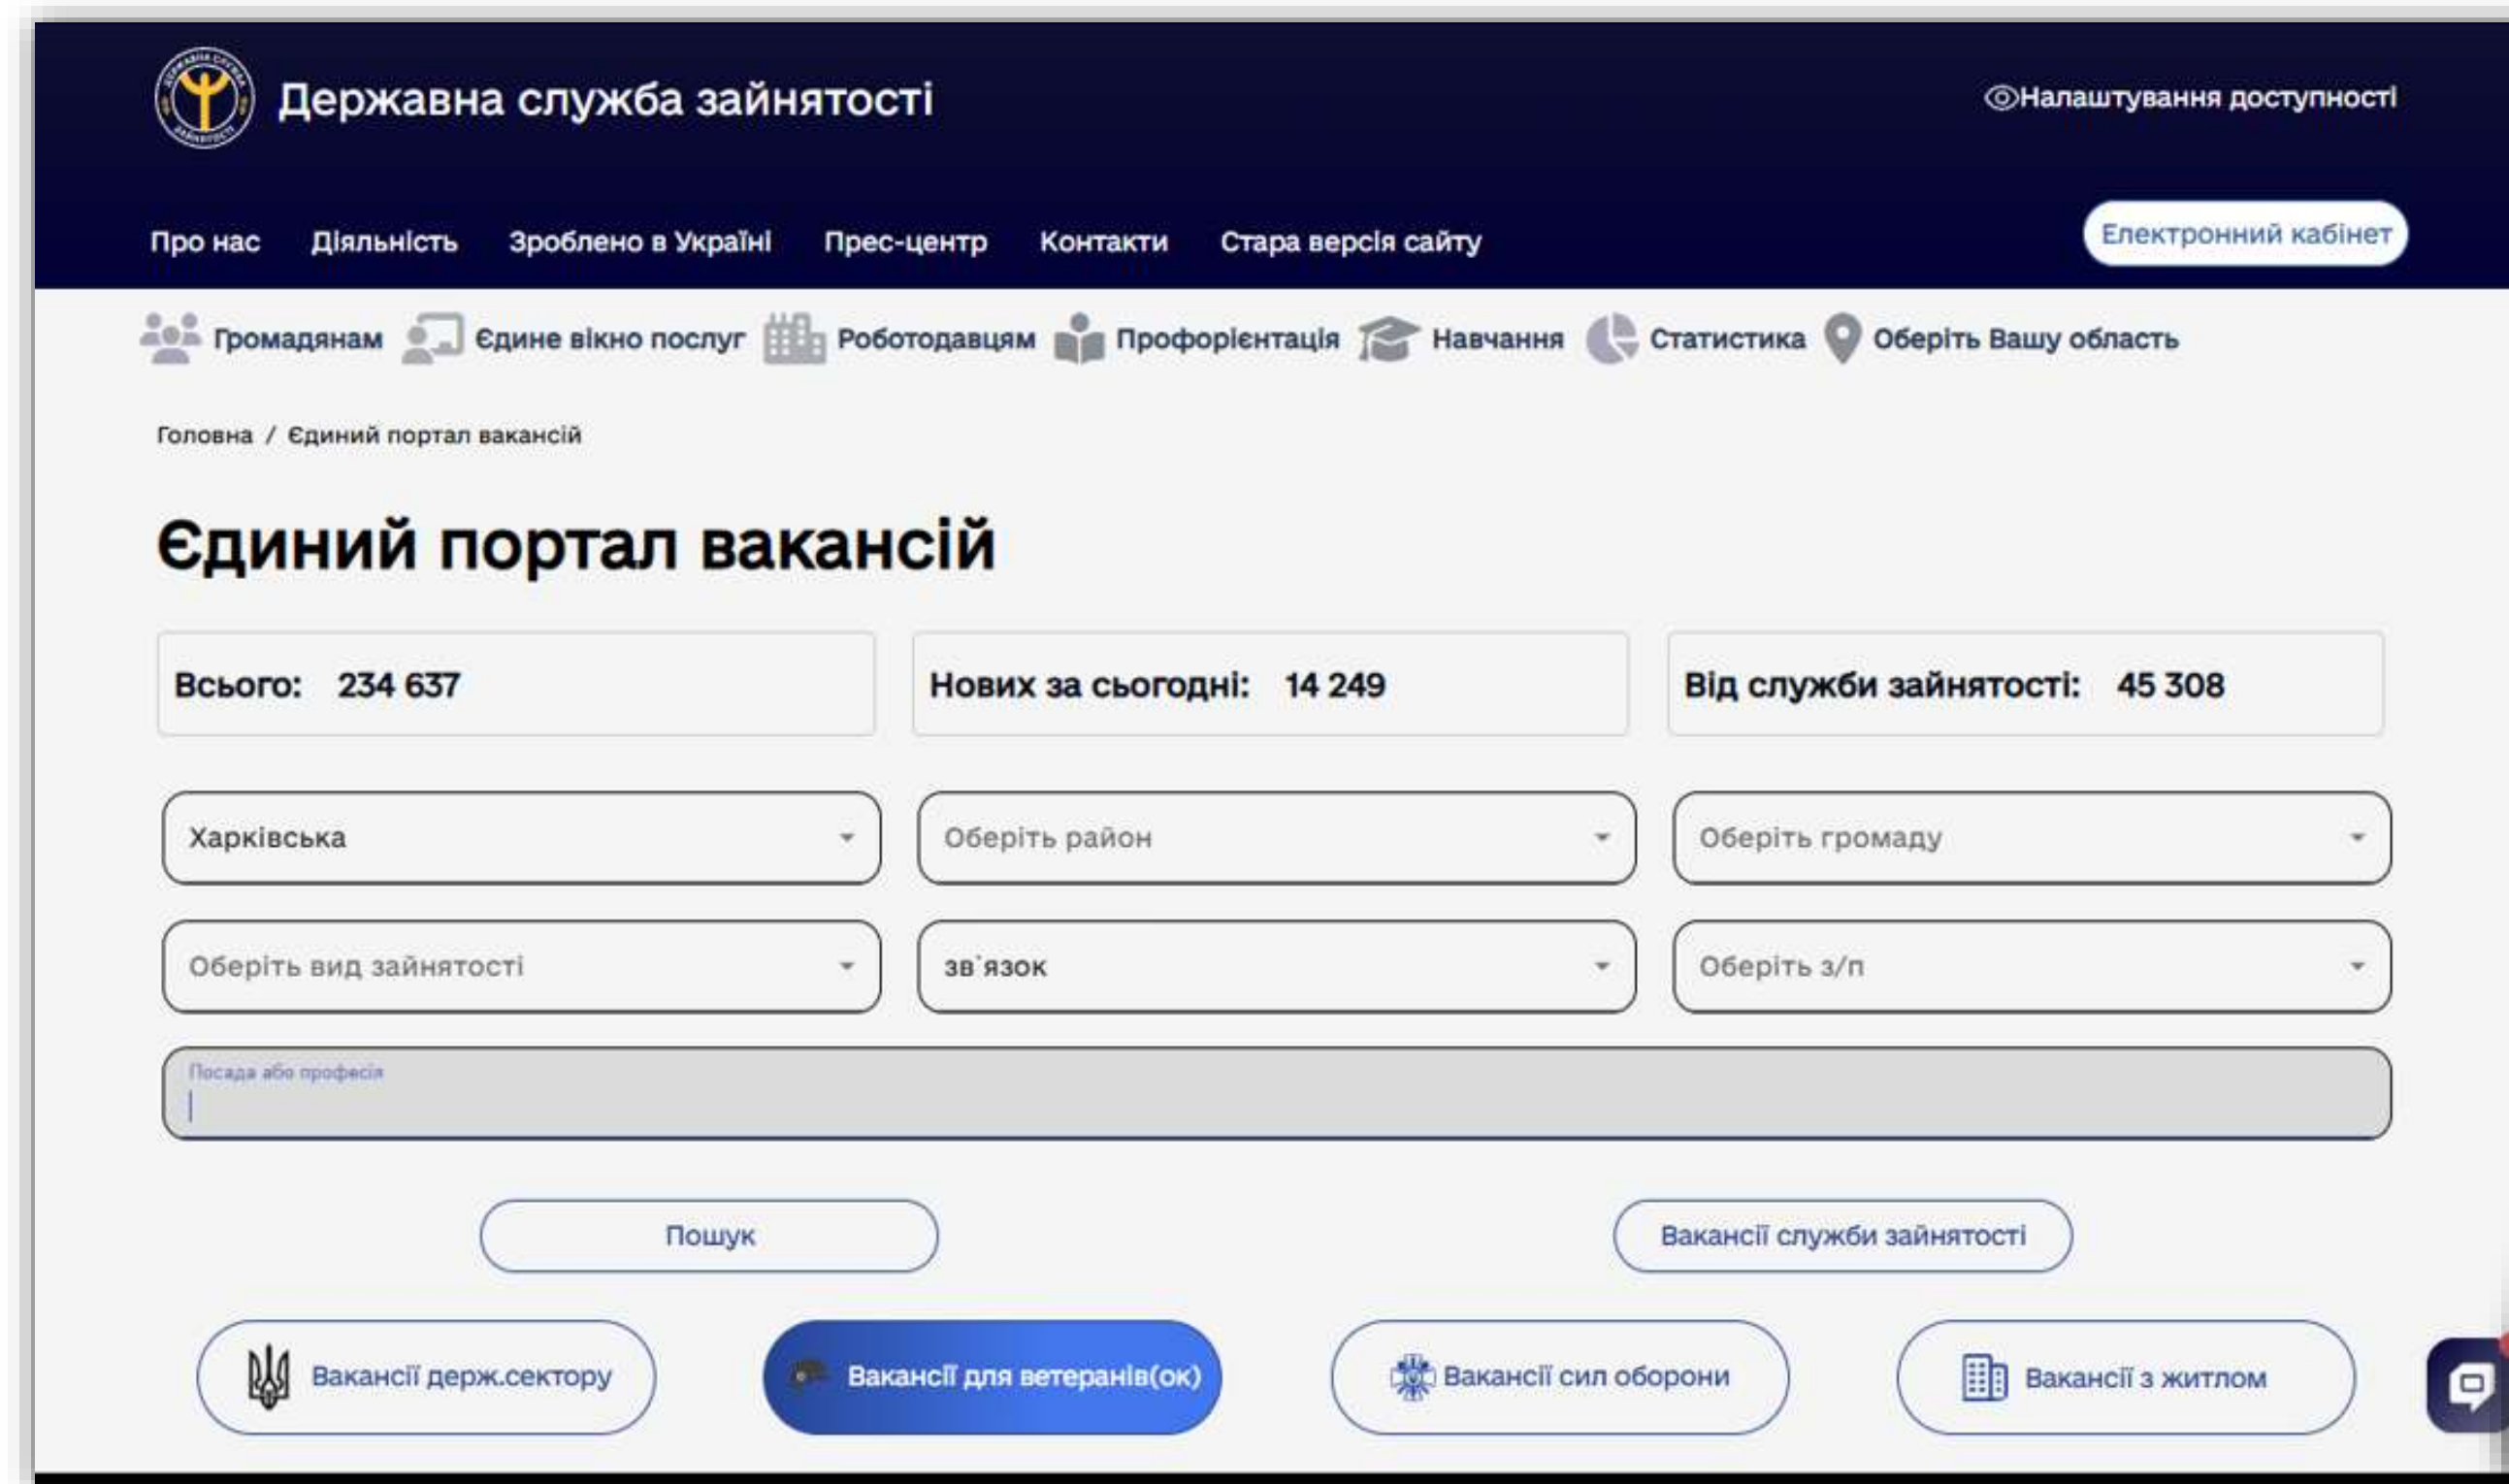 ДЕРЖАВНА СЛУЖБА ЗАЙНЯТОСТІ
Державна служба зайнятості
Налаштування доступності
Про нас Діяльність Зроблено в Україні Прес-центр Контакти Стара версія сайту Електронний кабінет
Громадянам Єдине вікно послуг Роботодавцям Профорієнтація Навчання Статистика Оберіть Вашу область
Головна / Єдиний портал вакансій
Єдиний портал вакансій
Всього: 234 637 Нових за сьогодні: 14 249 Від служби зайнятості: 45 308
Харківська Оберіть район Оберіть громаду
Оберіть вид зайнятості зв`язок Оберіть з/п
Посада або професія
Пошук Вакансії служби зайнятості
Вакансії держ.сектору Вакансії для ветеранів(ок) Вакансії сил оборони Вакансії з житлом